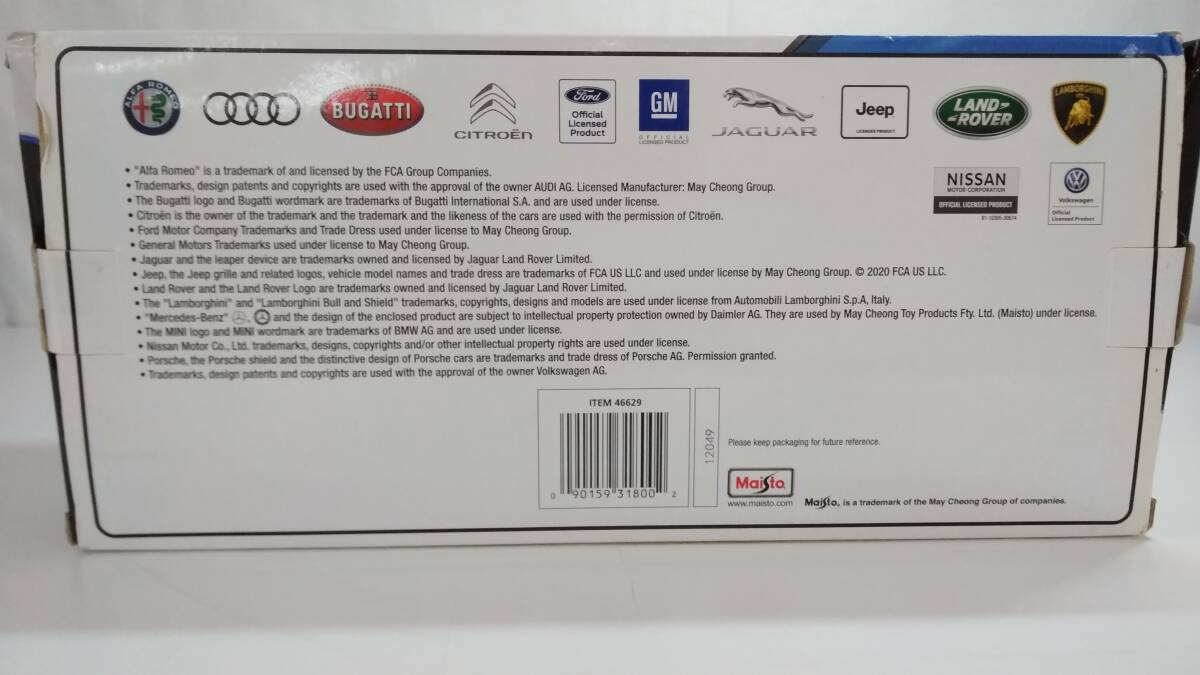 ALFA ROMEO
BUGATTI
CITROËN
Ford
Official
Licensed
Product
GM
OFFICIAL
LICENSED PRODUCT
JAGUAR
Jeep
LICENSED PRODUCT
LAND-
-ROVER
LAMBORGHINI
NISSAN
MOTOR CORPORATION
OFFICIAL LICENSED PRODUCT
Volkswagen
Official
Licensed Product
• "Alfa Romeo" is a trademark of and licensed by the FCA Group Companies.
• Trademarks, design patents and copyrights are used with the approval of the owner AUDI AG. Licensed Manufacturer: May Cheong Group.
• The Bugatti logo and Bugatti wordmark are trademarks of Bugatti International S.A. and are used under license.
• Citroën is the owner of the trademark and the trademark and the likeness of the cars are used with the permission of Citroën.
• Ford Motor Company Trademarks and Trade Dress used under license to May Cheong Group.
• General Motors Trademarks used under license to May Cheong Group.
• Jaguar and the leaper device are trademarks owned and licensed by Jaguar Land Rover Limited.
• Jeep, the Jeep grille and related logos, vehicle model names and trade dress are trademarks of FCA US LLC and used under license by May Cheong Group. © 2020 FCA US LLC.
• Land Rover and the Land Rover Logo are trademarks owned and licensed by Jaguar Land Rover Limited.
• The "Lamborghini" and "Lamborghini Bull and Shield" trademarks, copyrights, designs and models are used under license from Automobili Lamborghini S.p.A, Italy.
• "Mercedes-Benz" , and the design of the enclosed product are subject to intellectual property protection owned by Daimler AG. They are used by May Cheong Toy Products Fty. Ltd. (Maisto) under license.
• The MINI logo and MINI wordmark are trademarks of BMW AG and are used under license.
• Nissan Motor Co., Ltd. trademarks, designs, copyrights and/or other intellectual property rights are used under license.
• Porsche, the Porsche shield and the distinctive design of Porsche cars are trademarks and trade dress of Porsche AG. Permission granted.
• Trademarks, design patents and copyrights are used with the approval of the owner Volkswagen AG.
ITEM 46629
0 90159 31800 2
12049
Please keep packaging for future reference.
Maisto
www.maisto.com
Maisto, is a trademark of the May Cheong Group of companies.